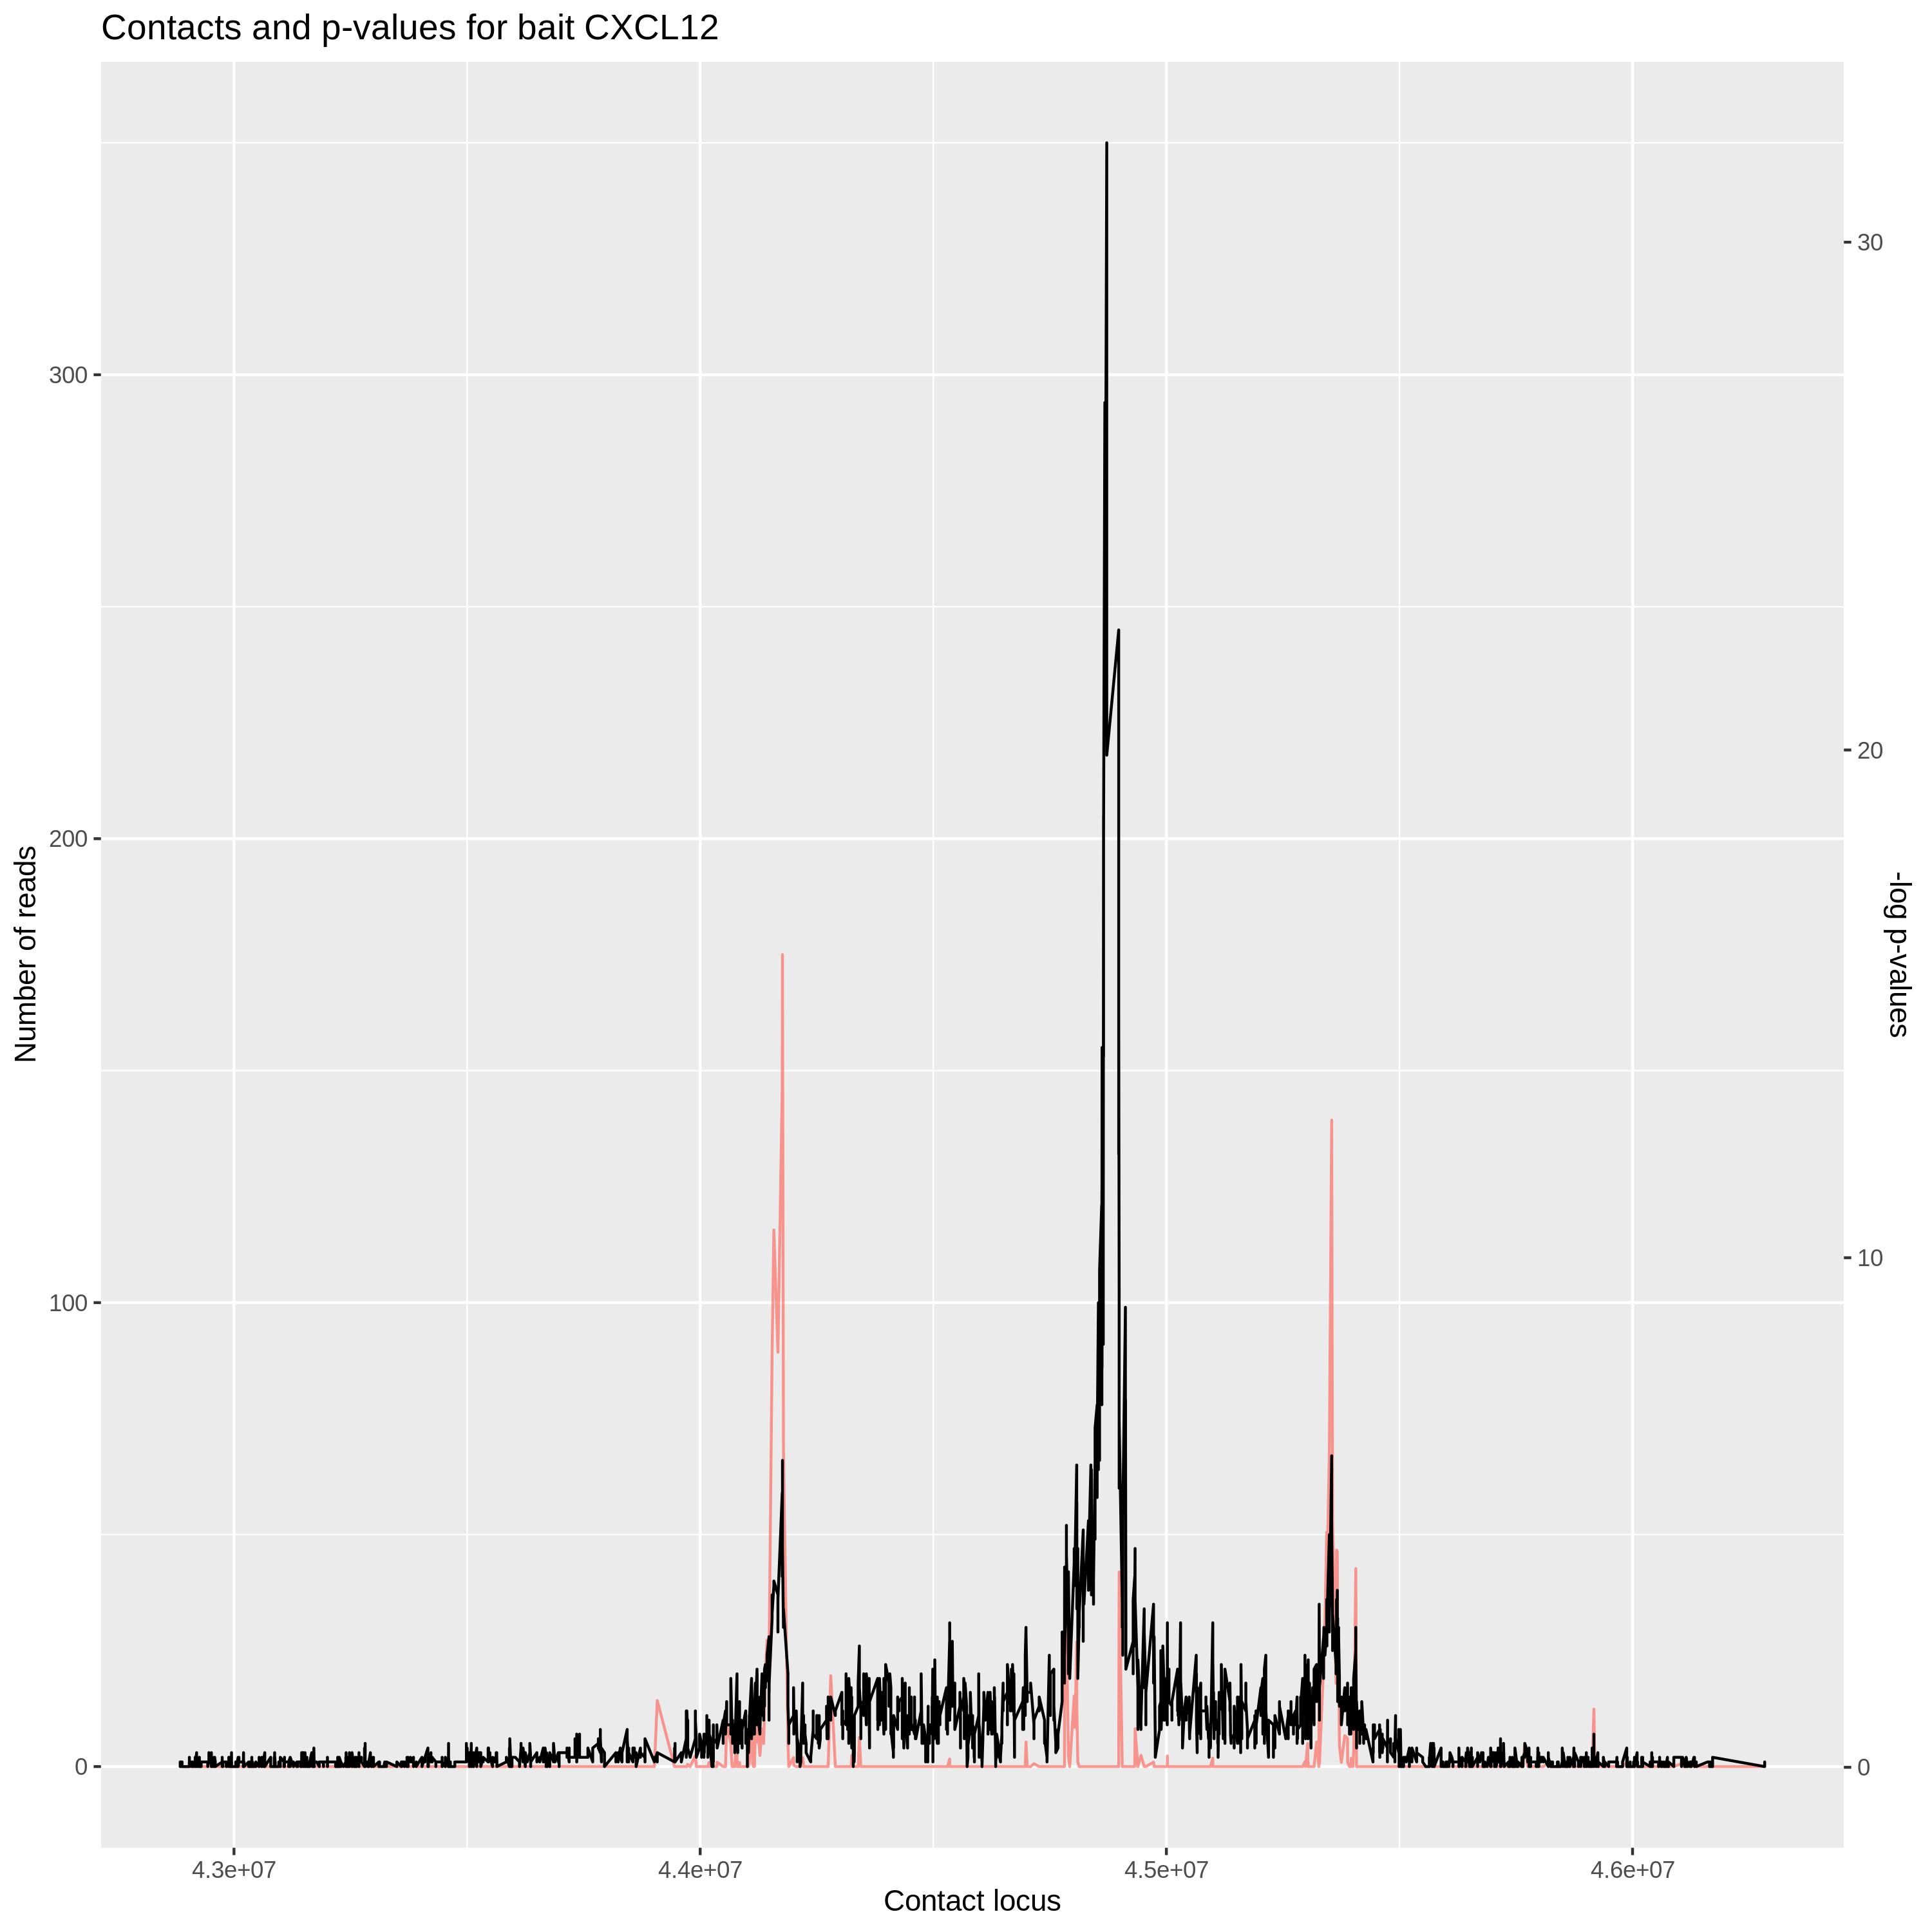 Contacts and p-values for bait CXCL12
Number of reads
300
200
100
0
30
20
10
0
-log p-values
4.3e+07 4.4e+07 4.5e+07 4.6e+07
Contact locus